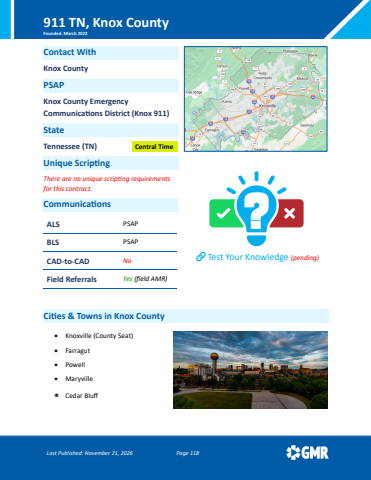 911 TN, Knox County
Founded: March 2022
Contact With
Knox County
PSAP
Knox County Emergency
Communications District (Knox 911)
State
Tennessee (TN) Central Time
Unique Scripting
There are no unique scripting requirements
for this contract.
Communications
ALS PSAP
BLS PSAP
CAD-to-CAD No
Field Referrals Yes (field AMR)
Test Your Knowledge (pending)
Cities & Towns in Knox County
• Knoxville (County Seat)
• Farragut
• Powell
• Maryville
• Cedar Bluff
Last Published: November 21, 2026 Page 118
GMR